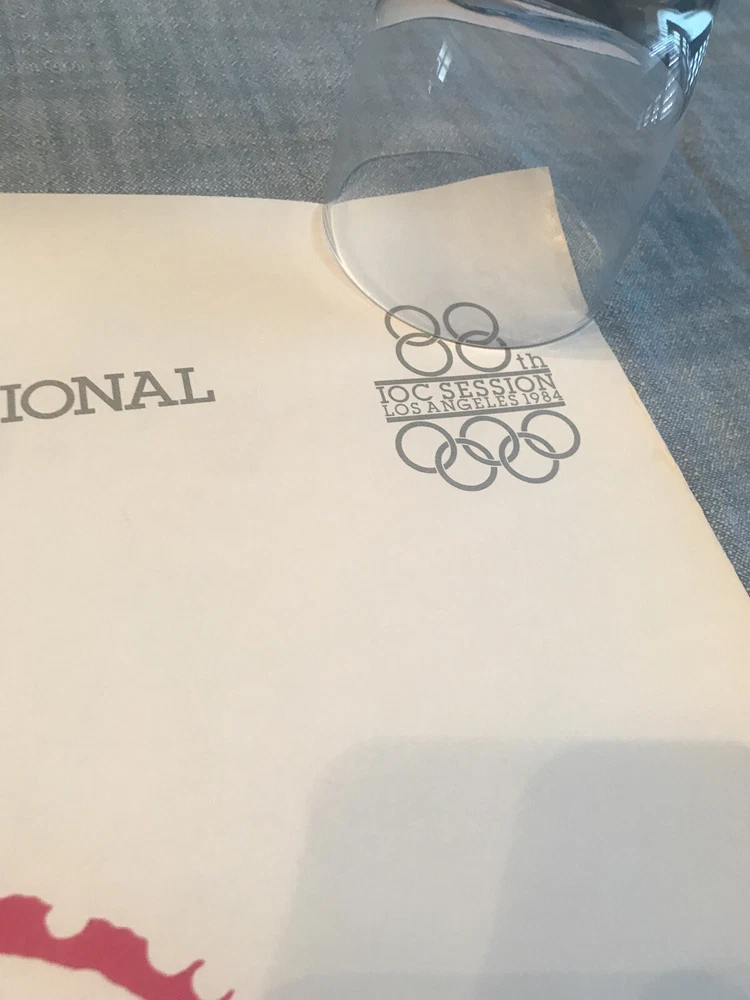 IONAL
88th
IOC SESSION
LOS ANGELES 1984